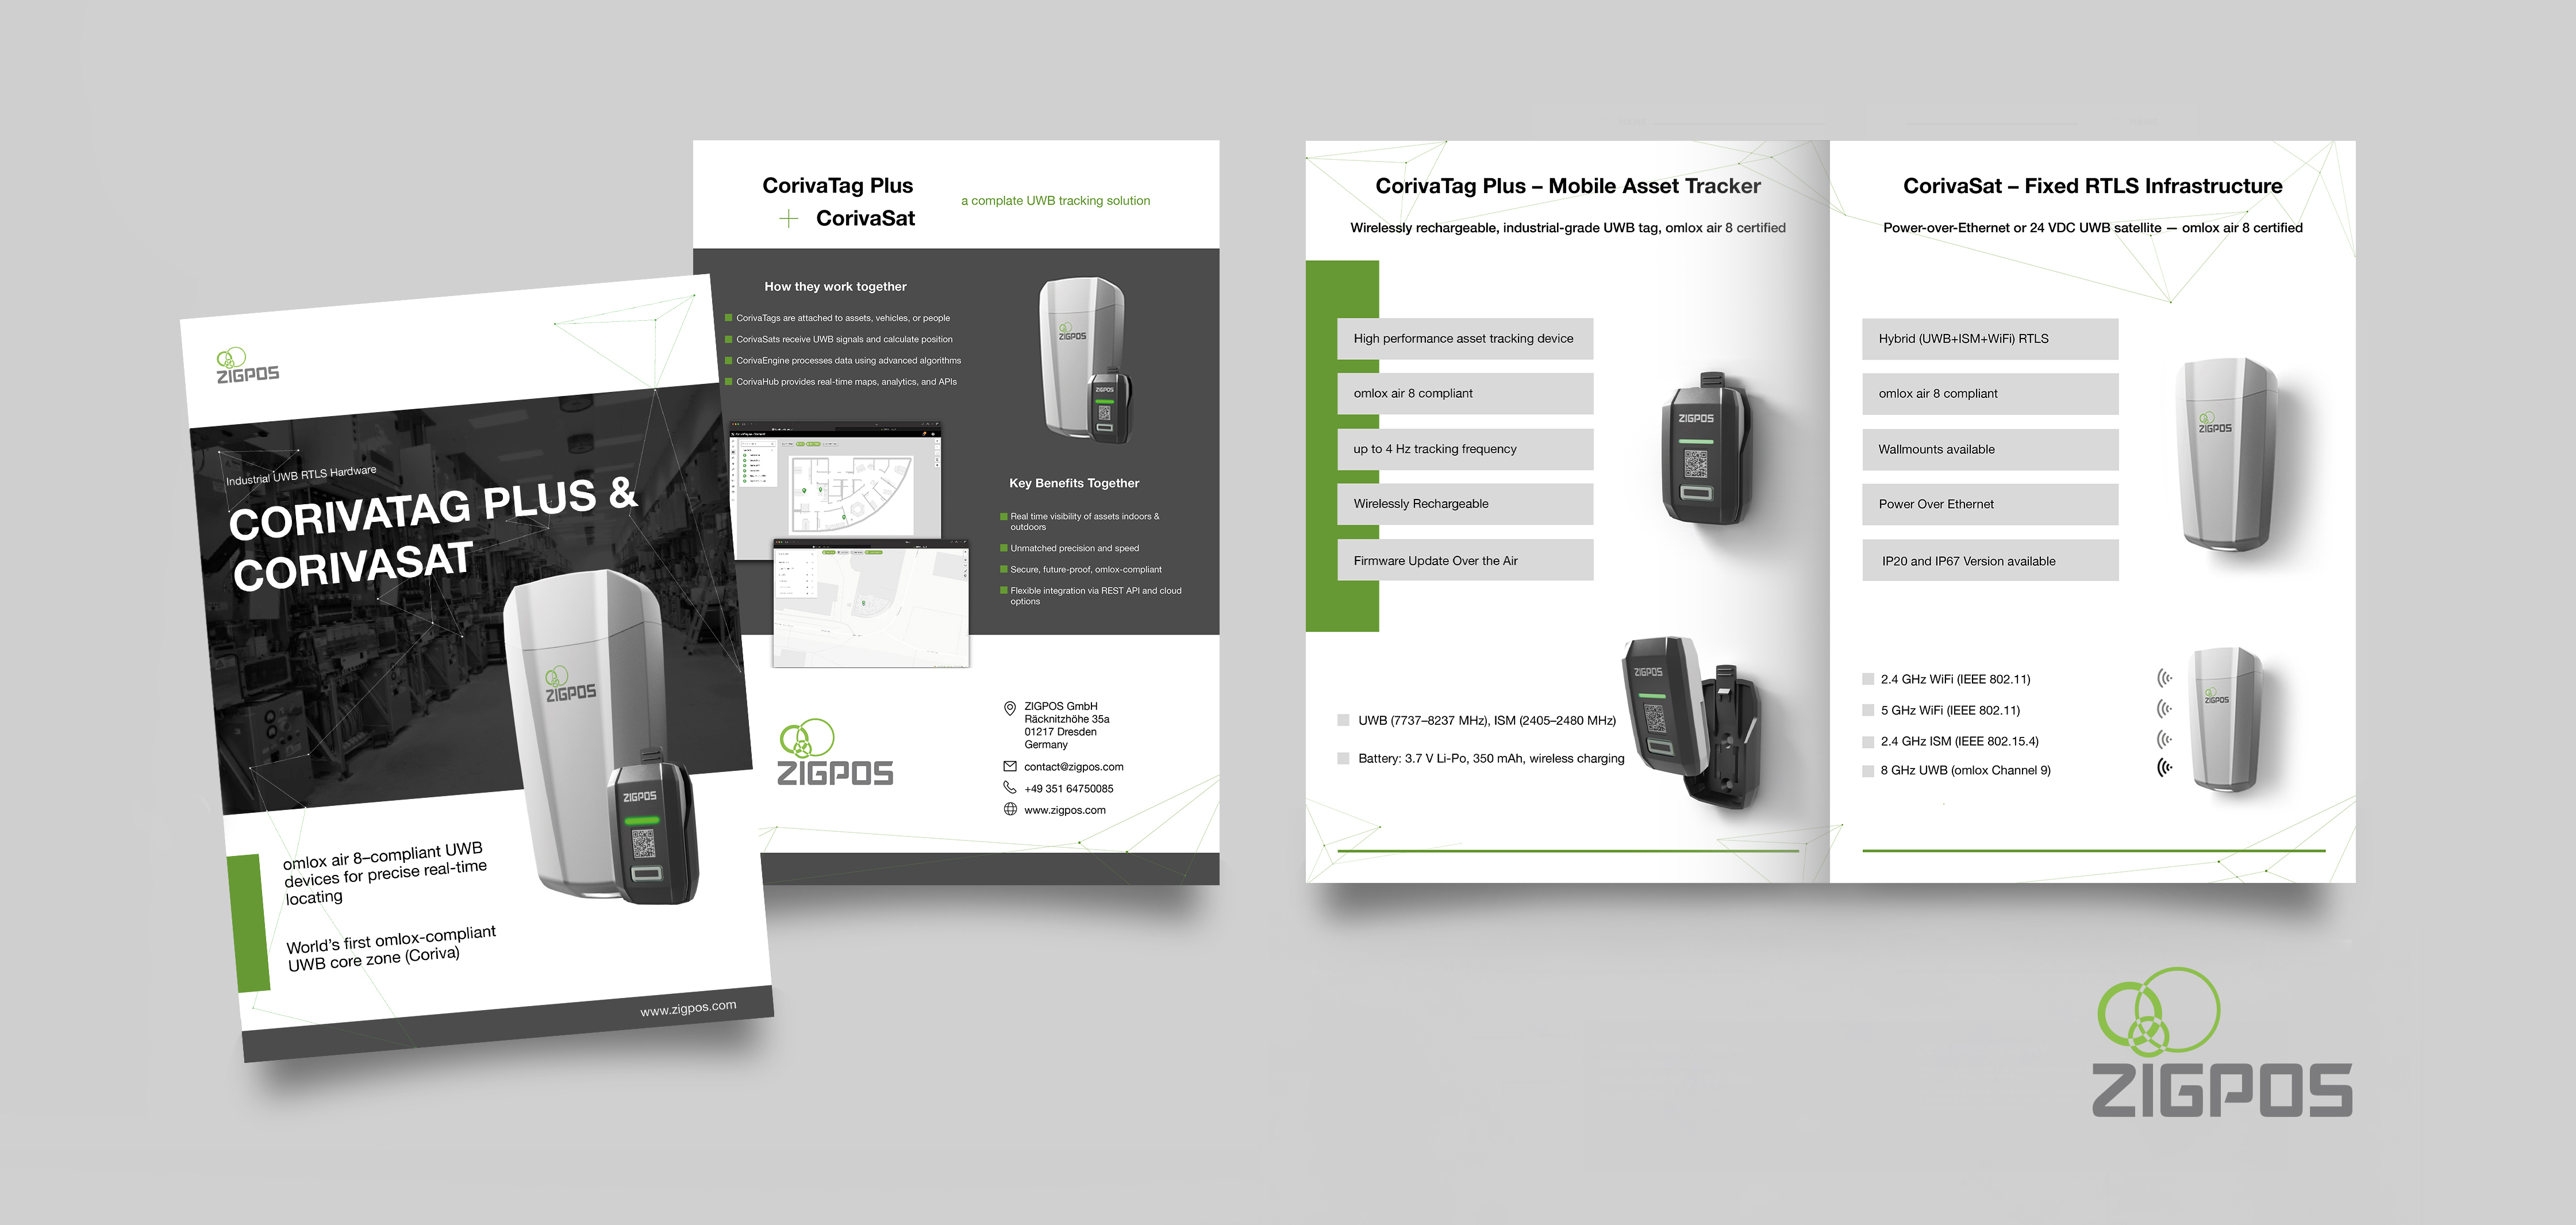 ZIGPOS
Industrial UWB RTLS Hardware
CORIVATAG PLUS &
CORIVASAT
ZIGPOS
ZIGPOS
omlox air 8–compliant UWB
devices for precise real-time
locating
World's first omlox-compliant
UWB core zone (Coriva)
www.zigpos.com
CorivaTag Plus
+ CorivaSat
a complate UWB tracking solution
How they work together
CorivaTags are attached to assets, vehicles, or people
CorivaSats receive UWB signals and calculate position
CorivaEngine processes data using advanced algorithms
CorivaHub provides real-time maps, analytics, and APIs
ZIGPOS
ZIGPOS
Key Benefits Together
Real time visibility of assets indoors &
outdoors
Unmatched precision and speed
Secure, future-proof, omlox-compliant
Flexible integration via REST API and cloud
options
ZIGPOS
ZIGPOS GmbH
Räcknitzhöhe 35a
01217 Dresden
Germany
contact@zigpos.com
+49 351 64750085
www.zigpos.com
CorivaTag Plus – Mobile Asset Tracker
Wirelessly rechargeable, industrial-grade UWB tag, omlox air 8 certified
High performance asset tracking device
omlox air 8 compliant
up to 4 Hz tracking frequency
Wirelessly Rechargeable
Firmware Update Over the Air
ZIGPOS
ZIGPOS
UWB (7737–8237 MHz), ISM (2405–2480 MHz)
Battery: 3.7 V Li-Po, 350 mAh, wireless charging
CorivaSat – Fixed RTLS Infrastructure
Power-over-Ethernet or 24 VDC UWB satellite — omlox air 8 certified
Hybrid (UWB+ISM+WiFi) RTLS
omlox air 8 compliant
Wallmounts available
Power Over Ethernet
IP20 and IP67 Version available
ZIGPOS
2.4 GHz WiFi (IEEE 802.11)
5 GHz WiFi (IEEE 802.11)
2.4 GHz ISM (IEEE 802.15.4)
8 GHz UWB (omlox Channel 9)
ZIGPOS
ZIGPOS